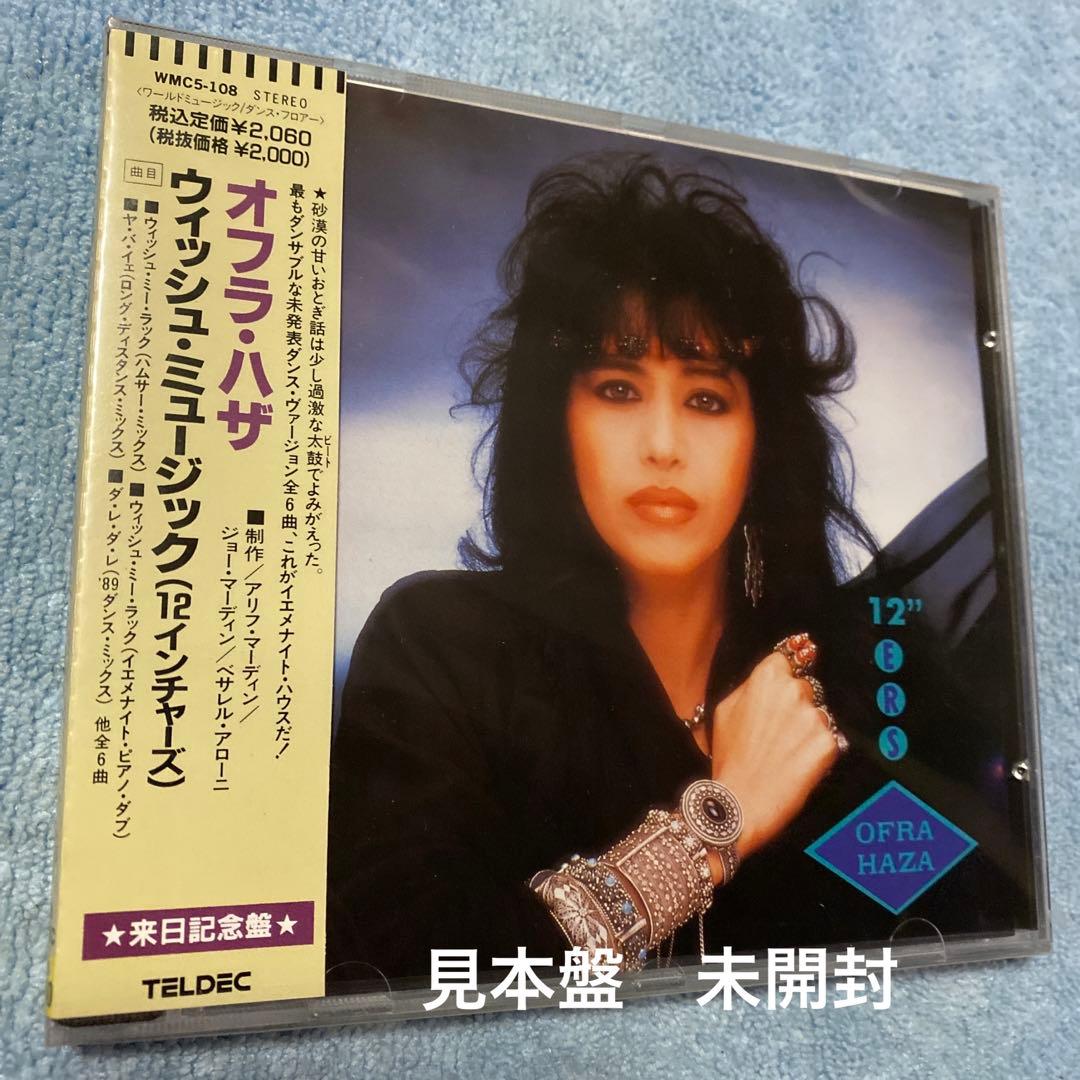 WMC5-108 STEREO
〈ワールドミュージック/ダンス・フロアー〉
税込定価¥2,060
(税抜価格 ¥2,000)
★砂漠の甘いおとぎ話は少し過激な太鼓でよみがえった。
ビート
最もダンサブルな未発表ダンス・ヴァージョン全6曲、これがイエメナイト・ハウスだ!
オフラ・ハザ
■制作/アリフ・マーディン/
ジョー・マーディン/ベサレル・アローニ
ウィッシュ・ミュージック(12インチャーズ)
曲目
■ウィッシュ・ミー・ラック(ハムサー・ミックス)■ウィッシュ・ミー・ラック(イエメナイト・ピアノ・ダブ)
■ヤ・バ・イェ(ロング・ディスタンス・ミックス)■ダ・レ・ダ・レ('89ダンス・ミックス) 他全6曲
★来日記念盤★
TELDEC
12"
ERS
OFRA
HAZA
見本盤 未開封